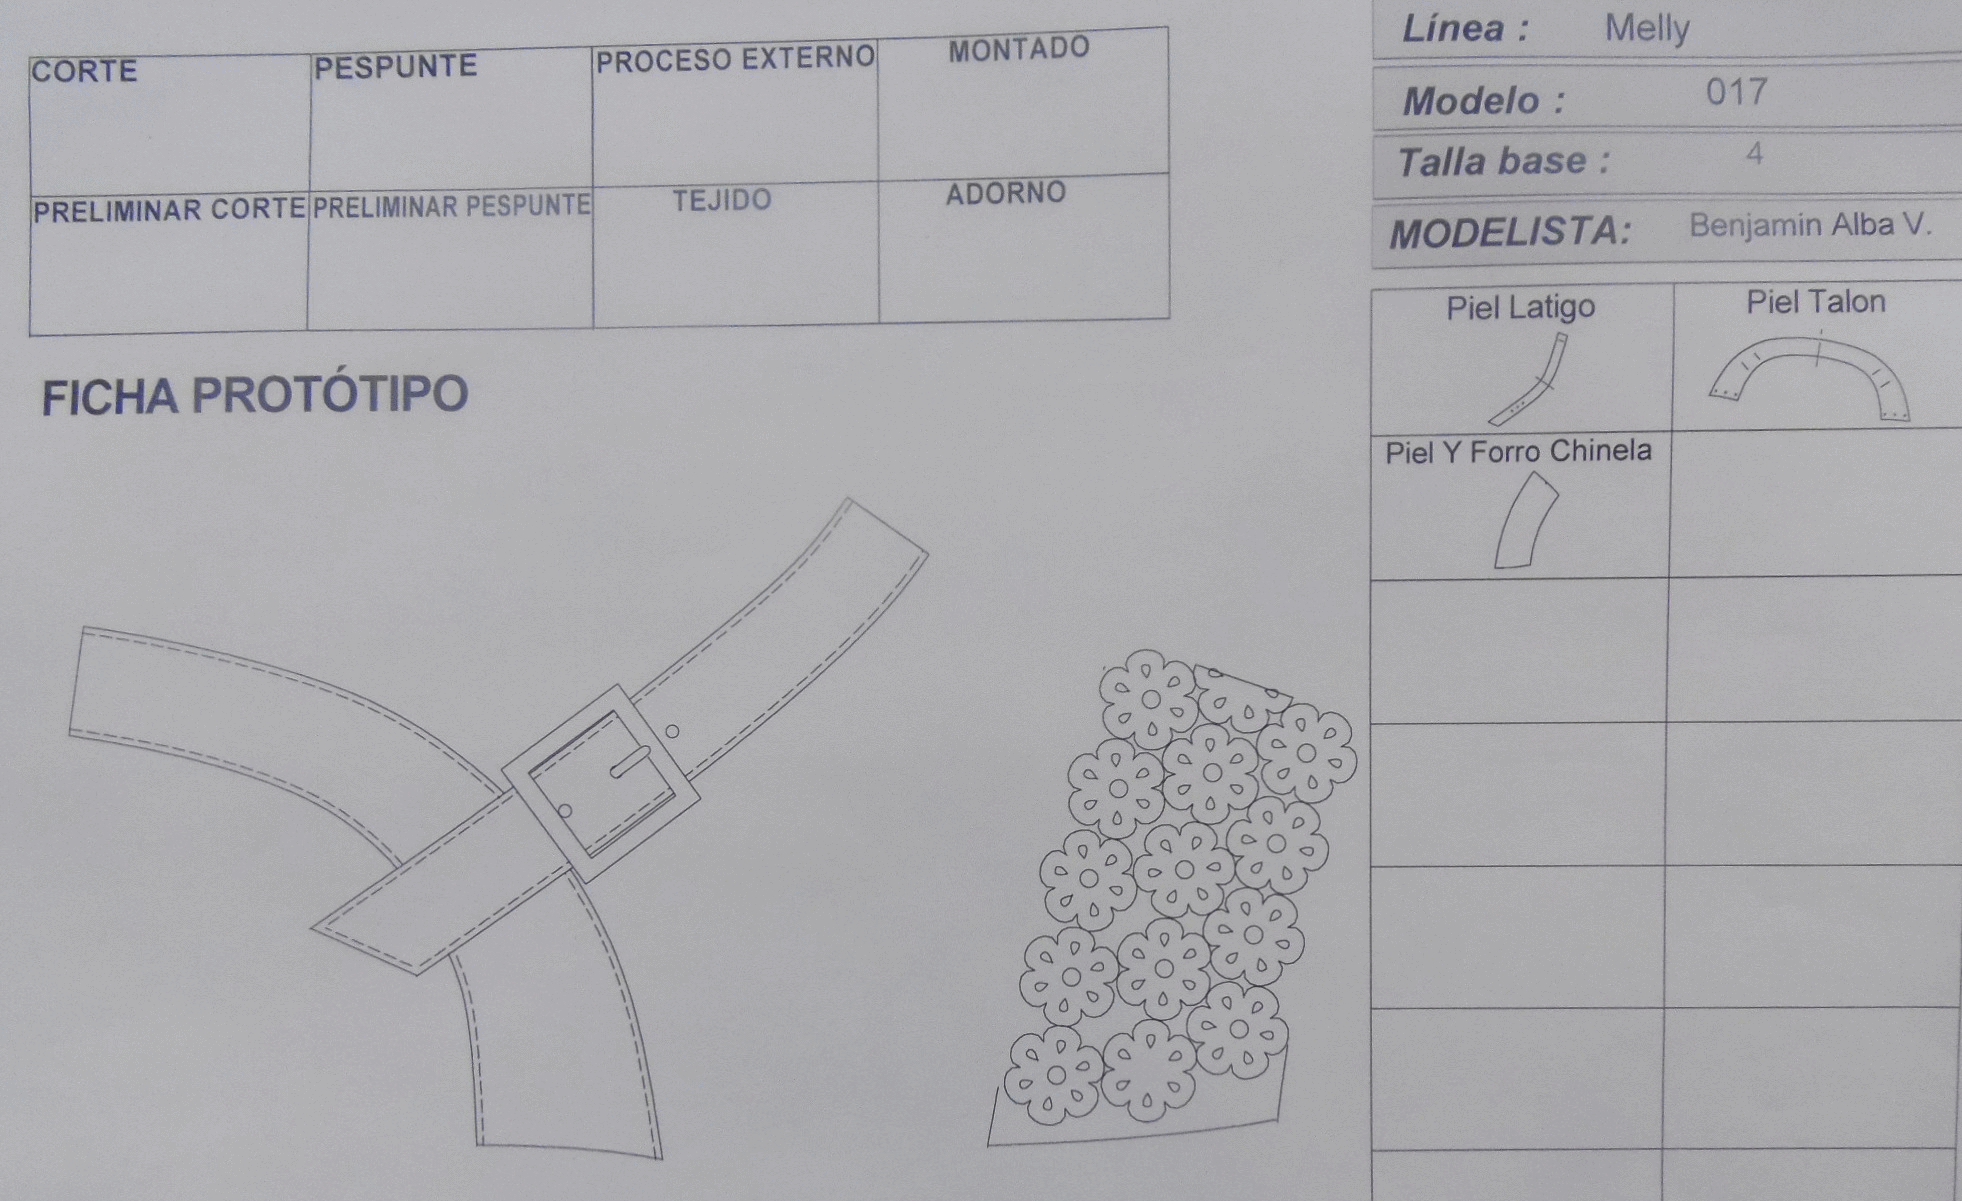 CORTE PESPUNTE PROCESO EXTERNO MONTADO
PRELIMINAR CORTE PRELIMINAR PESPUNTE TEJIDO ADORNO
FICHA PROTÓTIPO
Línea : Melly
Modelo : 017
Talla base : 4
MODELISTA: Benjamin Alba V.
Piel Latigo Piel Talon
Piel Y Forro Chinela